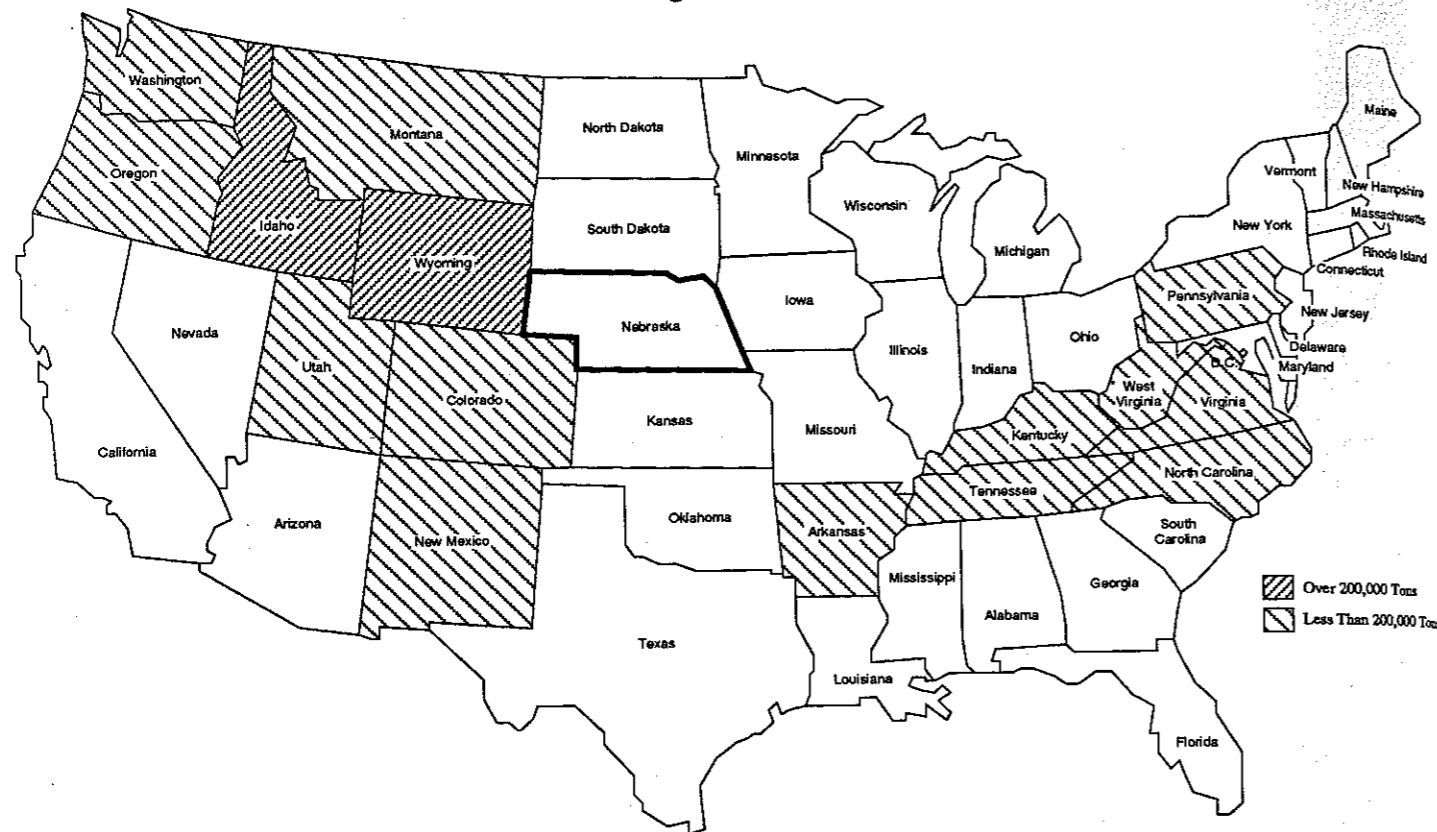 Washington
Montana
North Dakota
Minnesota
Maine
Oregon
Idaho
Wyoming
South Dakota
Wisconsin
Michigan
Vermont
New Hampshire
New York
Massachusetts
Rhode Island
Connecticut
Nevada
Utah
Colorado
Nebraska
Iowa
Illinois
Indiana
Ohio
Pennsylvania
New Jersey
Delaware
Maryland
D.C.
West
Virginia
Virginia
California
Kansas
Missouri
Kentucky
Arizona
New Mexico
Oklahoma
Arkansas
Tennessee
North Carolina
South
Carolina
Texas
Louisiana
Mississippi
Alabama
Georgia
Florida
Over 200,000 Tons
Less Than 200,000 Ton